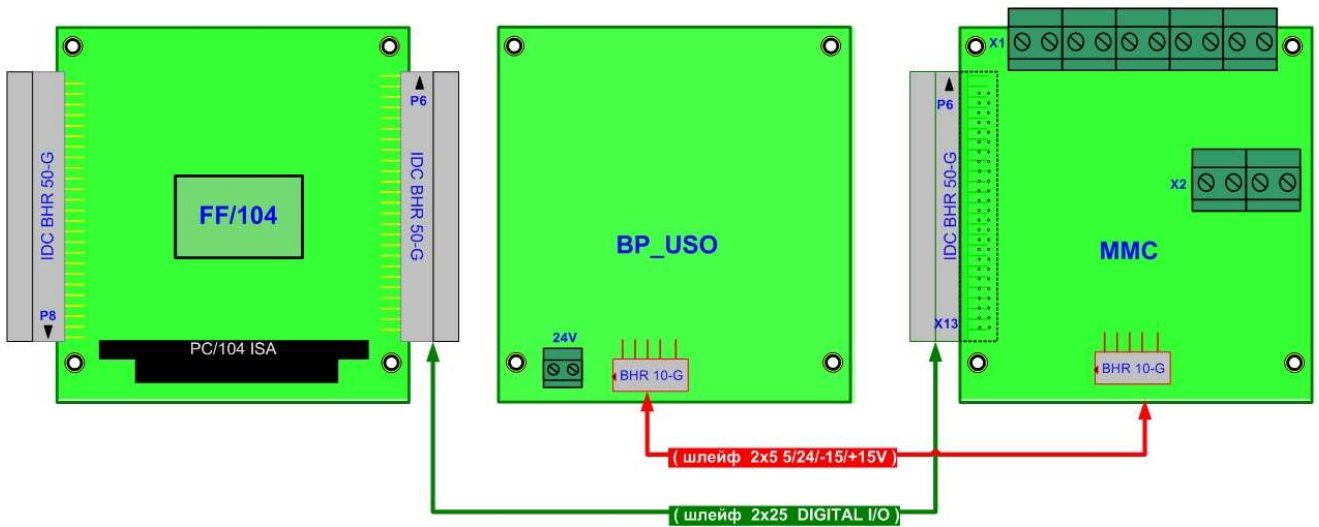 X1
P6
P6
IDC BHR 50-G
IDC BHR 50-G
IDC BHR 50-G
X2
FF/104
BP_USO
MMC
P8
X13
24V
PC/104 ISA
BHR 10-G
BHR 10-G
( шлейф 2x5 5/24/-15/+15V )
( шлейф 2x25 DIGITAL I/O )